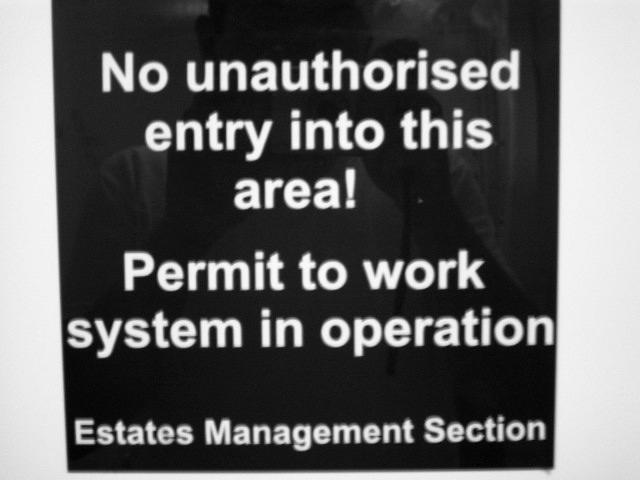 No unauthorised
entry into this
area!
Permit to work
system in operation
Estates Management Section